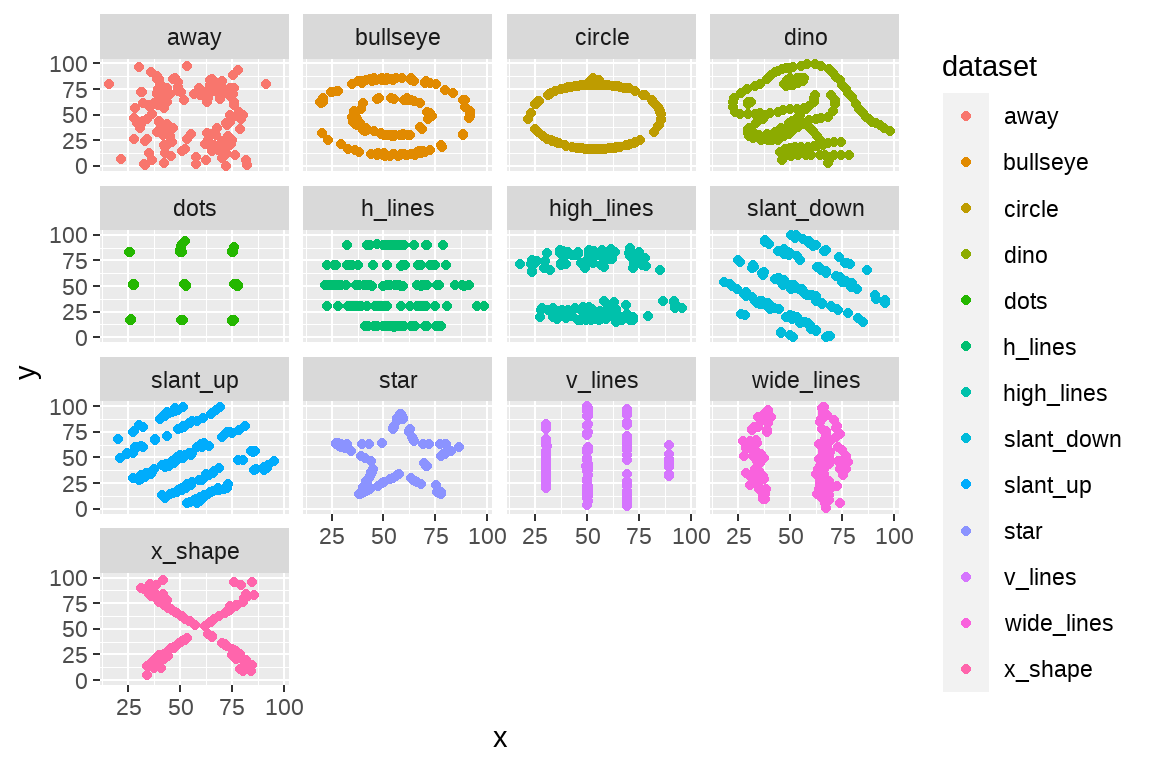 away bullseye circle dino
100
75
50
25
0
dots h_lines high_lines slant_down
100
75
50
25
0
slant_up star v_lines wide_lines
100
75
50
25
0
25 50 75 100 25 50 75 100 25 50 75 100
x_shape
100
75
50
25
0
25 50 75 100
x
y
dataset
away
bullseye
circle
dino
dots
h_lines
high_lines
slant_down
slant_up
star
v_lines
wide_lines
x_shape